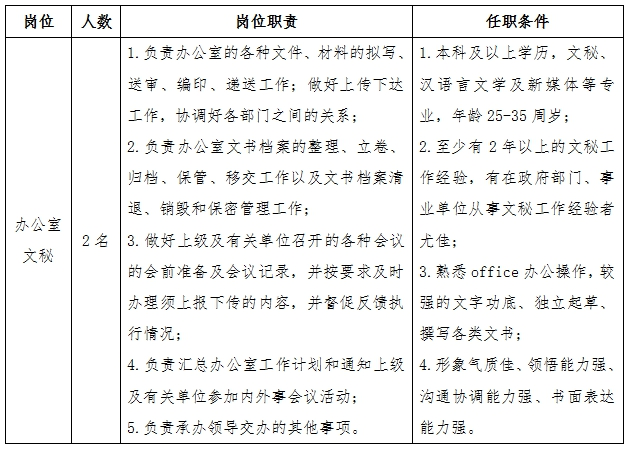 岗位
人数
岗位职责
任职条件
办公室
文秘
2名
1.负责办公室的各种文件、材料的拟写、
送审、编印、递送工作；做好上传下达
工作，协调好各部门之间的关系；
2.负责办公室文书档案的整理、立卷、
归档、保管、移交工作以及文书档案清
退、销毁和保密管理工作；
3.做好上级及有关单位召开的各种会议
的会前准备及会议记录，并按要求及时
办理须上报下传的内容，并督促反馈执
行情况；
4.负责汇总办公室工作计划和通知上级
及有关单位参加内外事会议活动；
5.负责承办领导交办的其他事项。
1.本科及以上学历，文秘、
汉语言文学及新媒体等专
业，年龄25-35周岁；
2.至少有2年以上的文秘工
作经验，有在政府部门、事
业单位从事文秘工作经验者
尤佳；
3.熟悉office办公操作，较
强的文字功底、独立起草、
撰写各类文书；
4.形象气质佳、领悟能力强、
沟通协调能力强、书面表达
能力强。